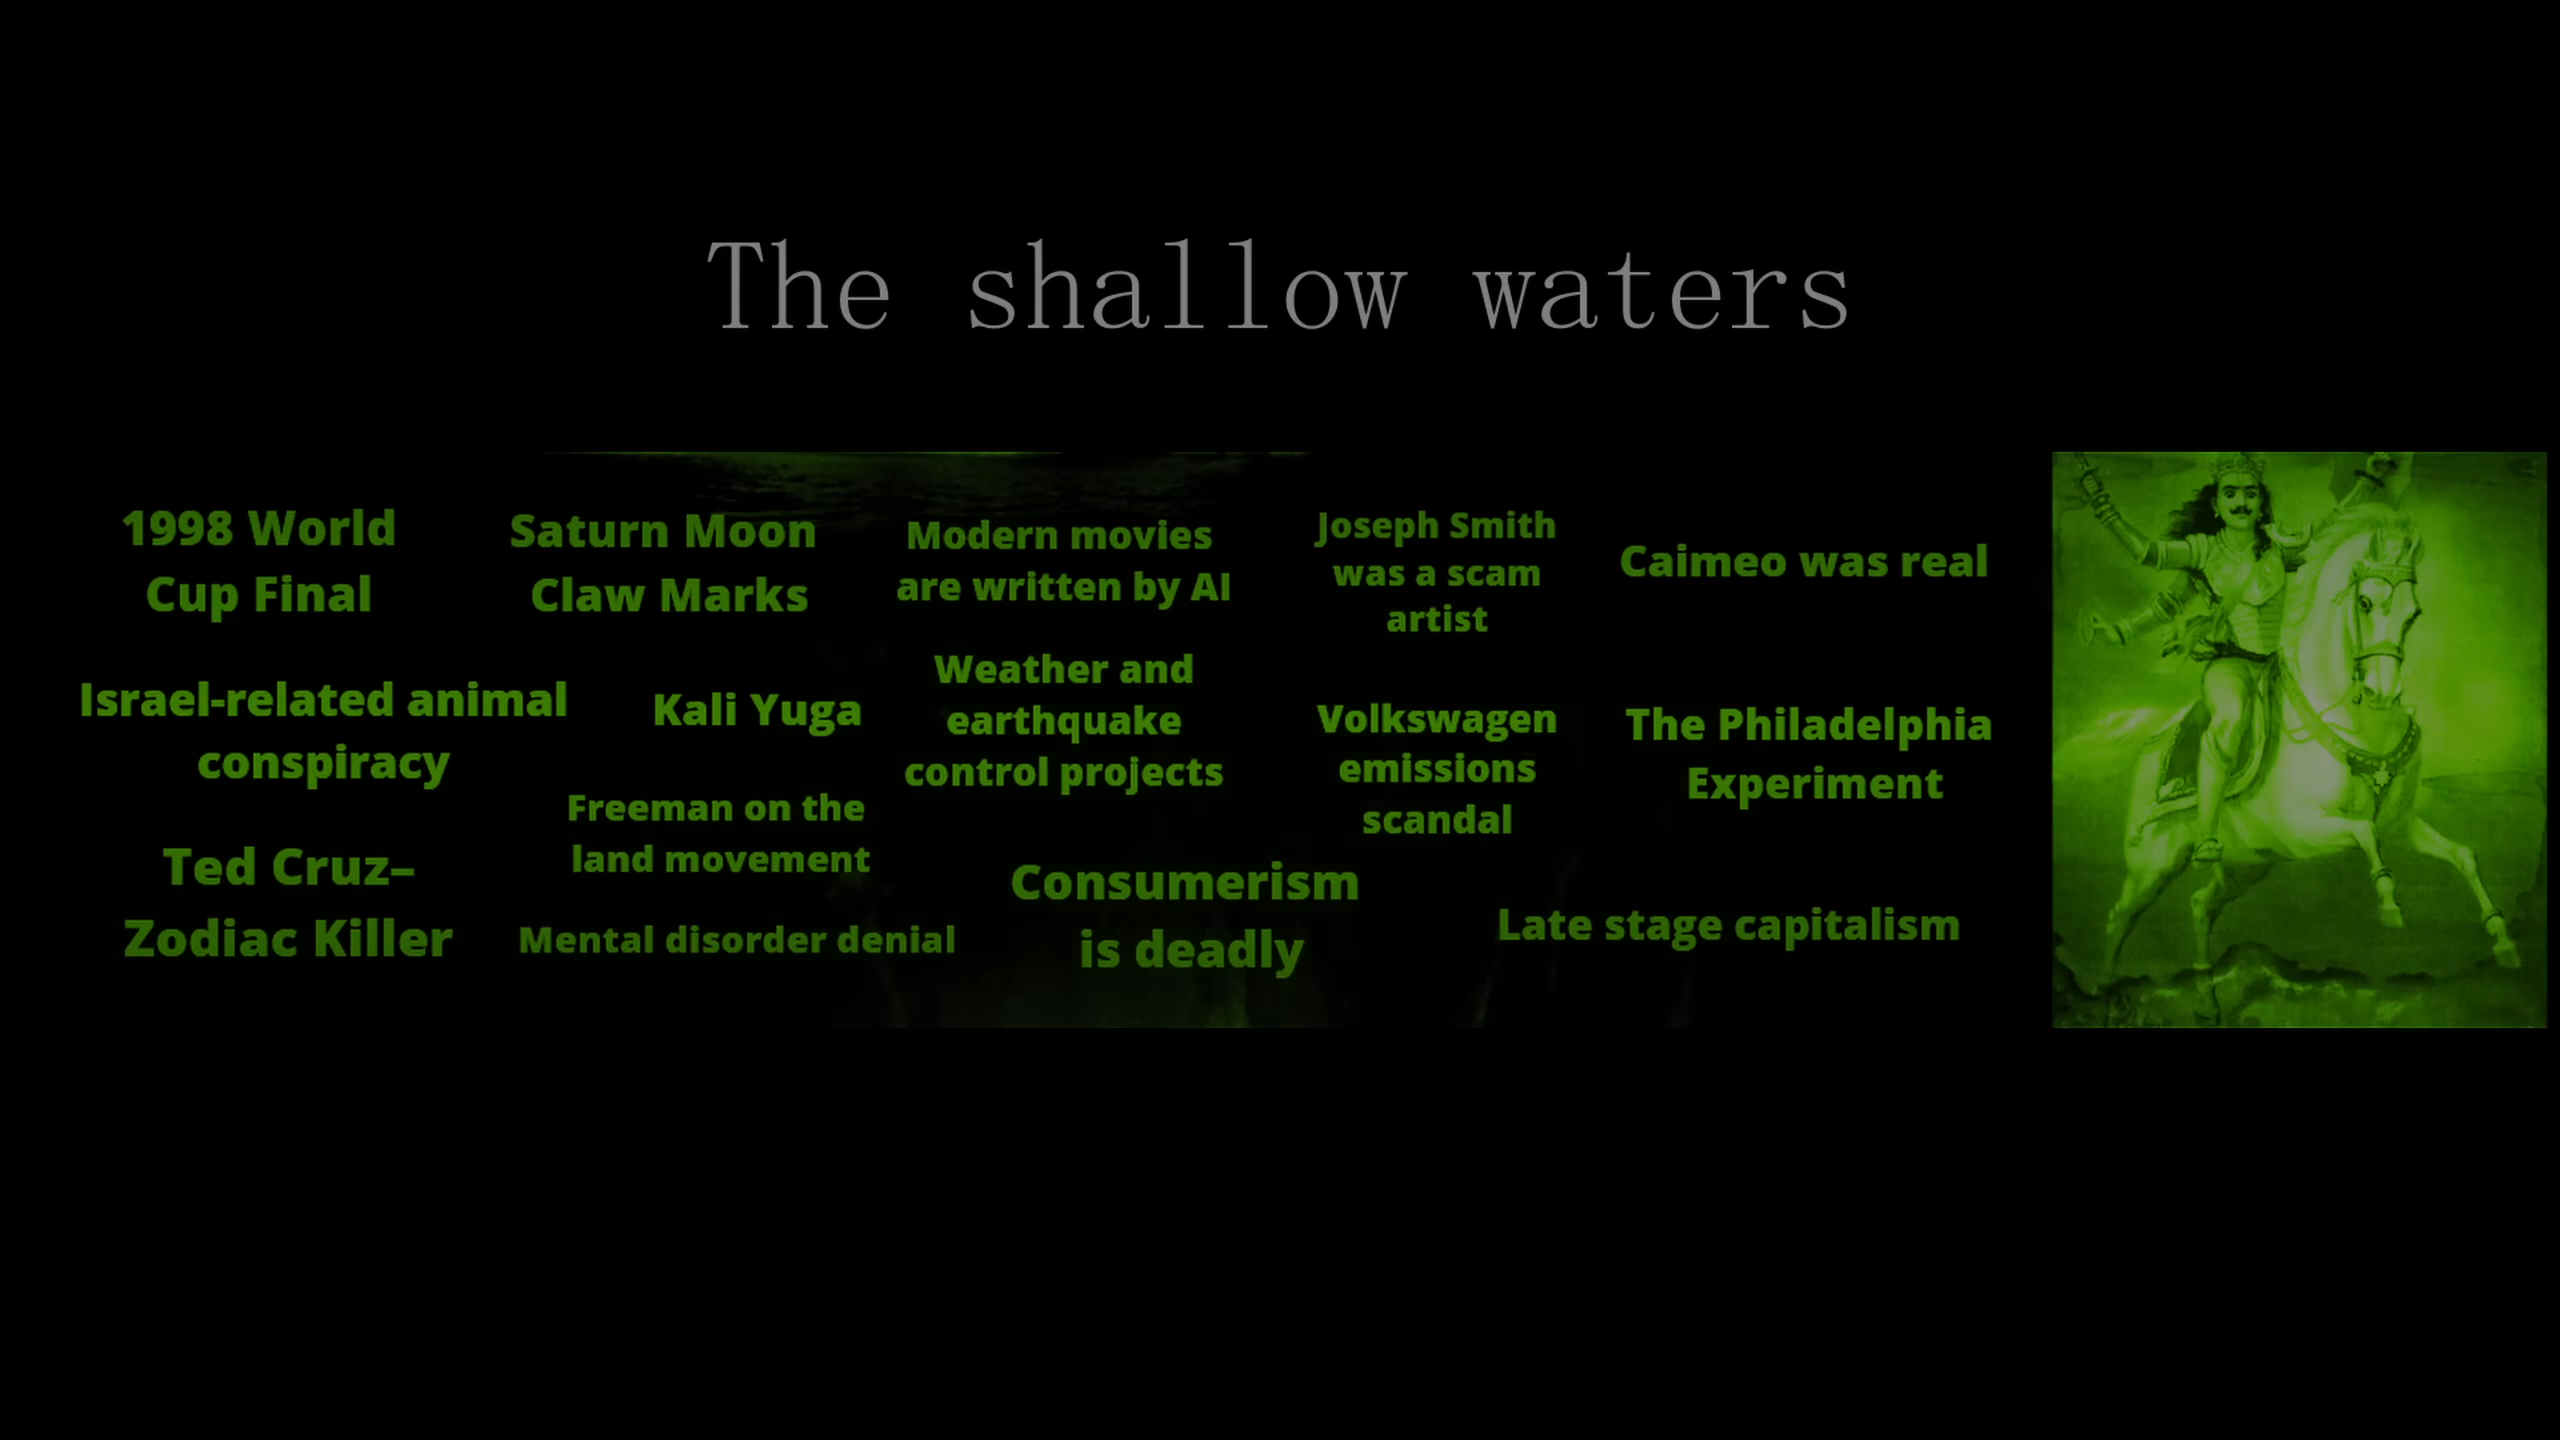 The shallow waters
1998 World
Cup Final
Saturn Moon
Claw Marks
Modern movies
are written by AI
Joseph Smith
was a scam
artist
Caimeo was real
Israel-related animal
conspiracy
Kali Yuga
Weather and
earthquake
control projects
Volkswagen
emissions
scandal
The Philadelphia
Experiment
Ted Cruz–
Zodiac Killer
Freeman on the
land movement
Mental disorder denial
Consumerism
is deadly
Late stage capitalism